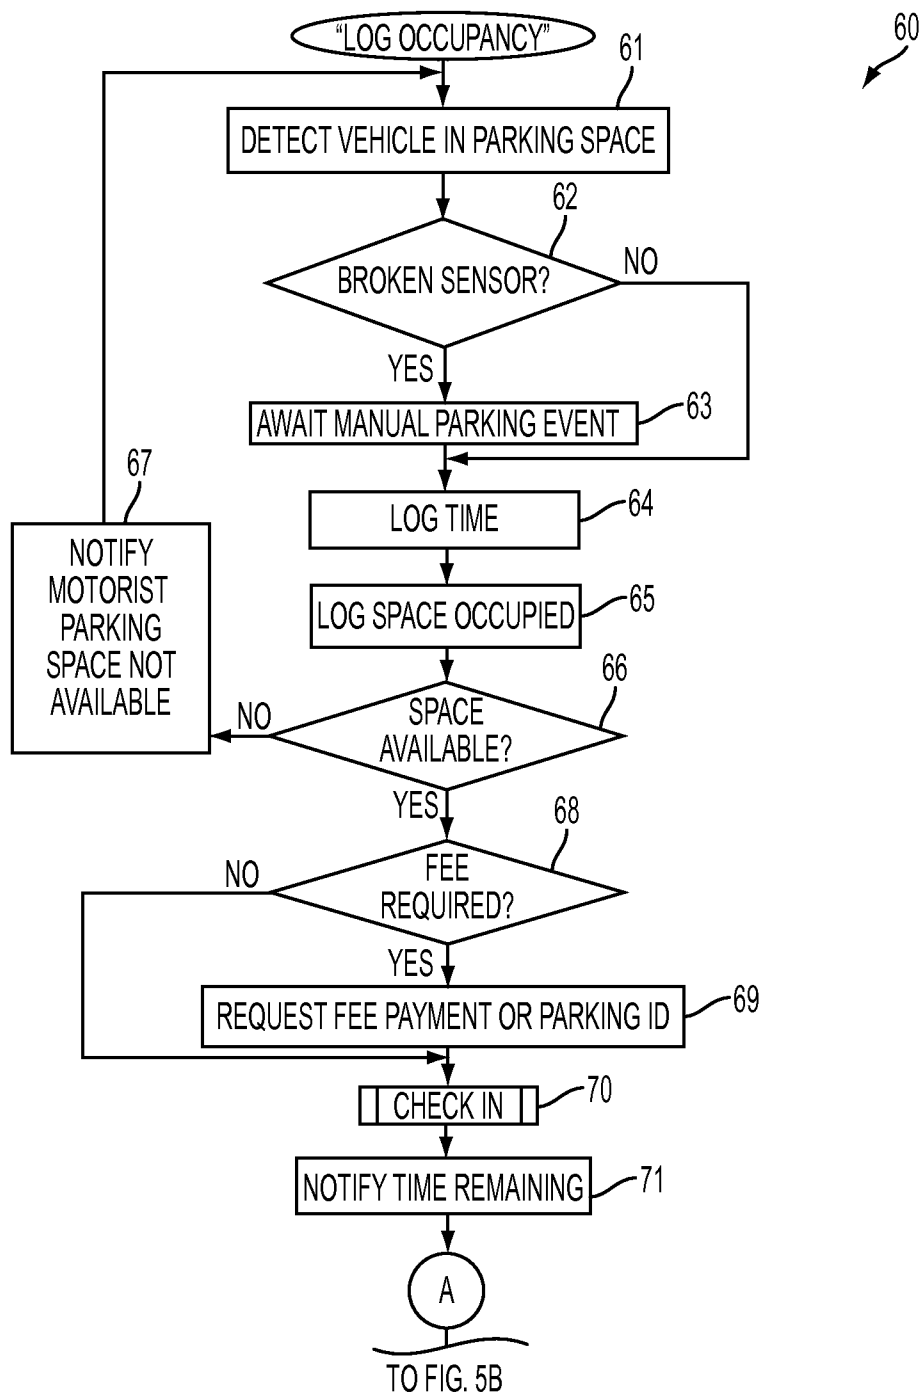 60
"LOG OCCUPANCY"
61
DETECT VEHICLE IN PARKING SPACE
62
BROKEN SENSOR?
NO
YES
AWAIT MANUAL PARKING EVENT
63
67
NOTIFY
MOTORIST
PARKING
SPACE NOT
AVAILABLE
LOG TIME
64
LOG SPACE OCCUPIED
65
66
SPACE
AVAILABLE?
NO
YES
68
FEE
REQUIRED?
NO
YES
REQUEST FEE PAYMENT OR PARKING ID
69
CHECK IN
70
NOTIFY TIME REMAINING
71
A
TO FIG. 5B